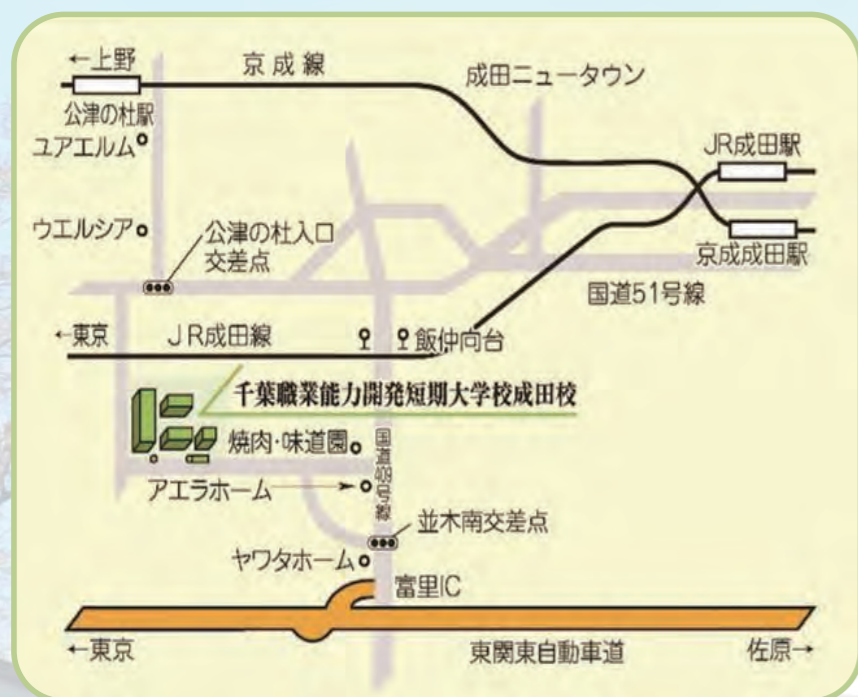 ←上野
京成線
成田ニュータウン
公津の杜駅
JR成田駅
ユアエルム
ウエルシア
公津の杜入口
交差点
京成成田駅
国道51号線
←東京
JR成田線
飯仲向台
千葉職業能力開発短期大学校成田校
焼肉・味道園
国道409号線
アエラホーム
並木南交差点
ヤワタホーム
富里IC
←東京
東関東自動車道
佐原→